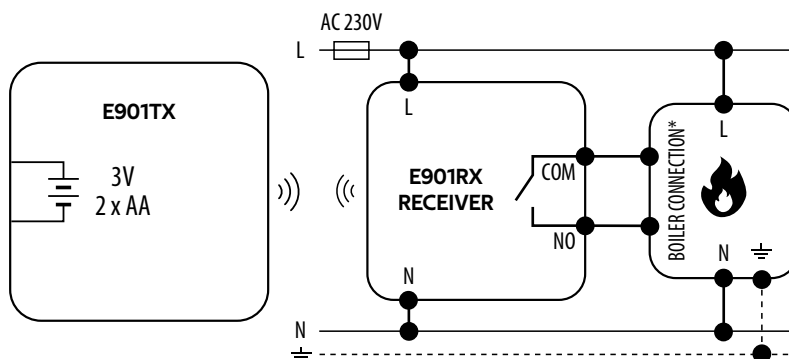 AC 230V
L
E901TX
3V
2 x AA
L
E901RX
RECEIVER
COM
NO
N
BOILER CONNECTION*
L
N
N